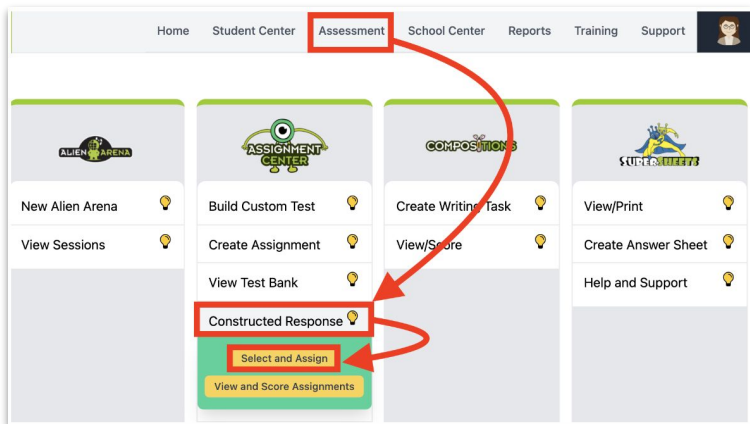 Home Student Center Assessment School Center Reports Training Support
ALIEN ARENA
ASSIGNMENT
CENTER
COMPOSITIONS
SUPERSHEETS
New Alien Arena
View Sessions
Build Custom Test
Create Assignment
View Test Bank
Constructed Response
Select and Assign
View and Score Assignments
Create Writing Task
View/Score
View/Print
Create Answer Sheet
Help and Support